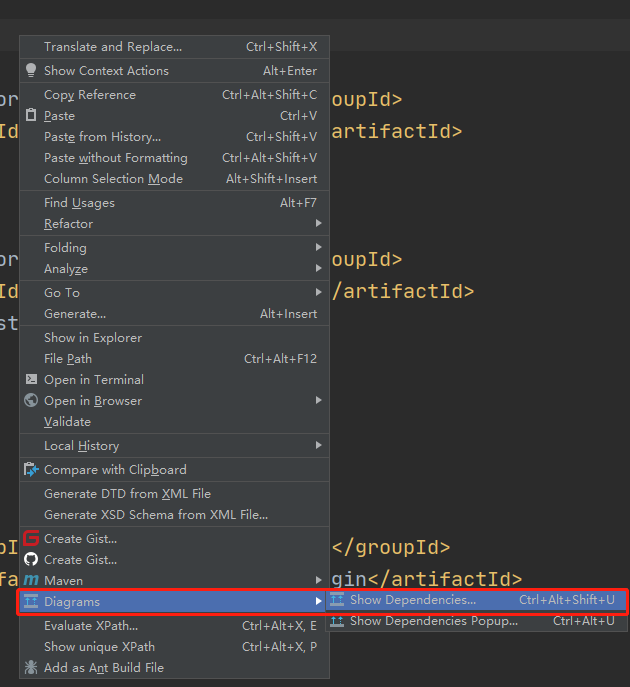 Translate and Replace... Ctrl+Shift+X
Show Context Actions Alt+Enter
Copy Reference Ctrl+Alt+Shift+C
or oupId>
Paste Ctrl+V
Id artifactId>
Paste from History... Ctrl+Shift+V
Paste without Formatting Ctrl+Alt+Shift+V
Column Selection Mode Alt+Shift+Insert
Find Usages Alt+F7
Refactor
Folding
or oupId>
Analyze
Go To
Id /artifactId>
Generate... Alt+Insert
st
Show in Explorer
File Path Ctrl+Alt+F12
Open in Terminal
Open in Browser
Validate
Local History
Compare with Clipboard
Generate DTD from XML File
Generate XSD Schema from XML File...
Create Gist...
pI </groupId>
Create Gist...
Maven
fa gin</artifactId>
Diagrams Show Dependencies... Ctrl+Alt+Shift+U
Show Dependencies Popup... Ctrl+Alt+U
Evaluate XPath... Ctrl+Alt+X, E
Show unique XPath Ctrl+Alt+X, P
Add as Ant Build File